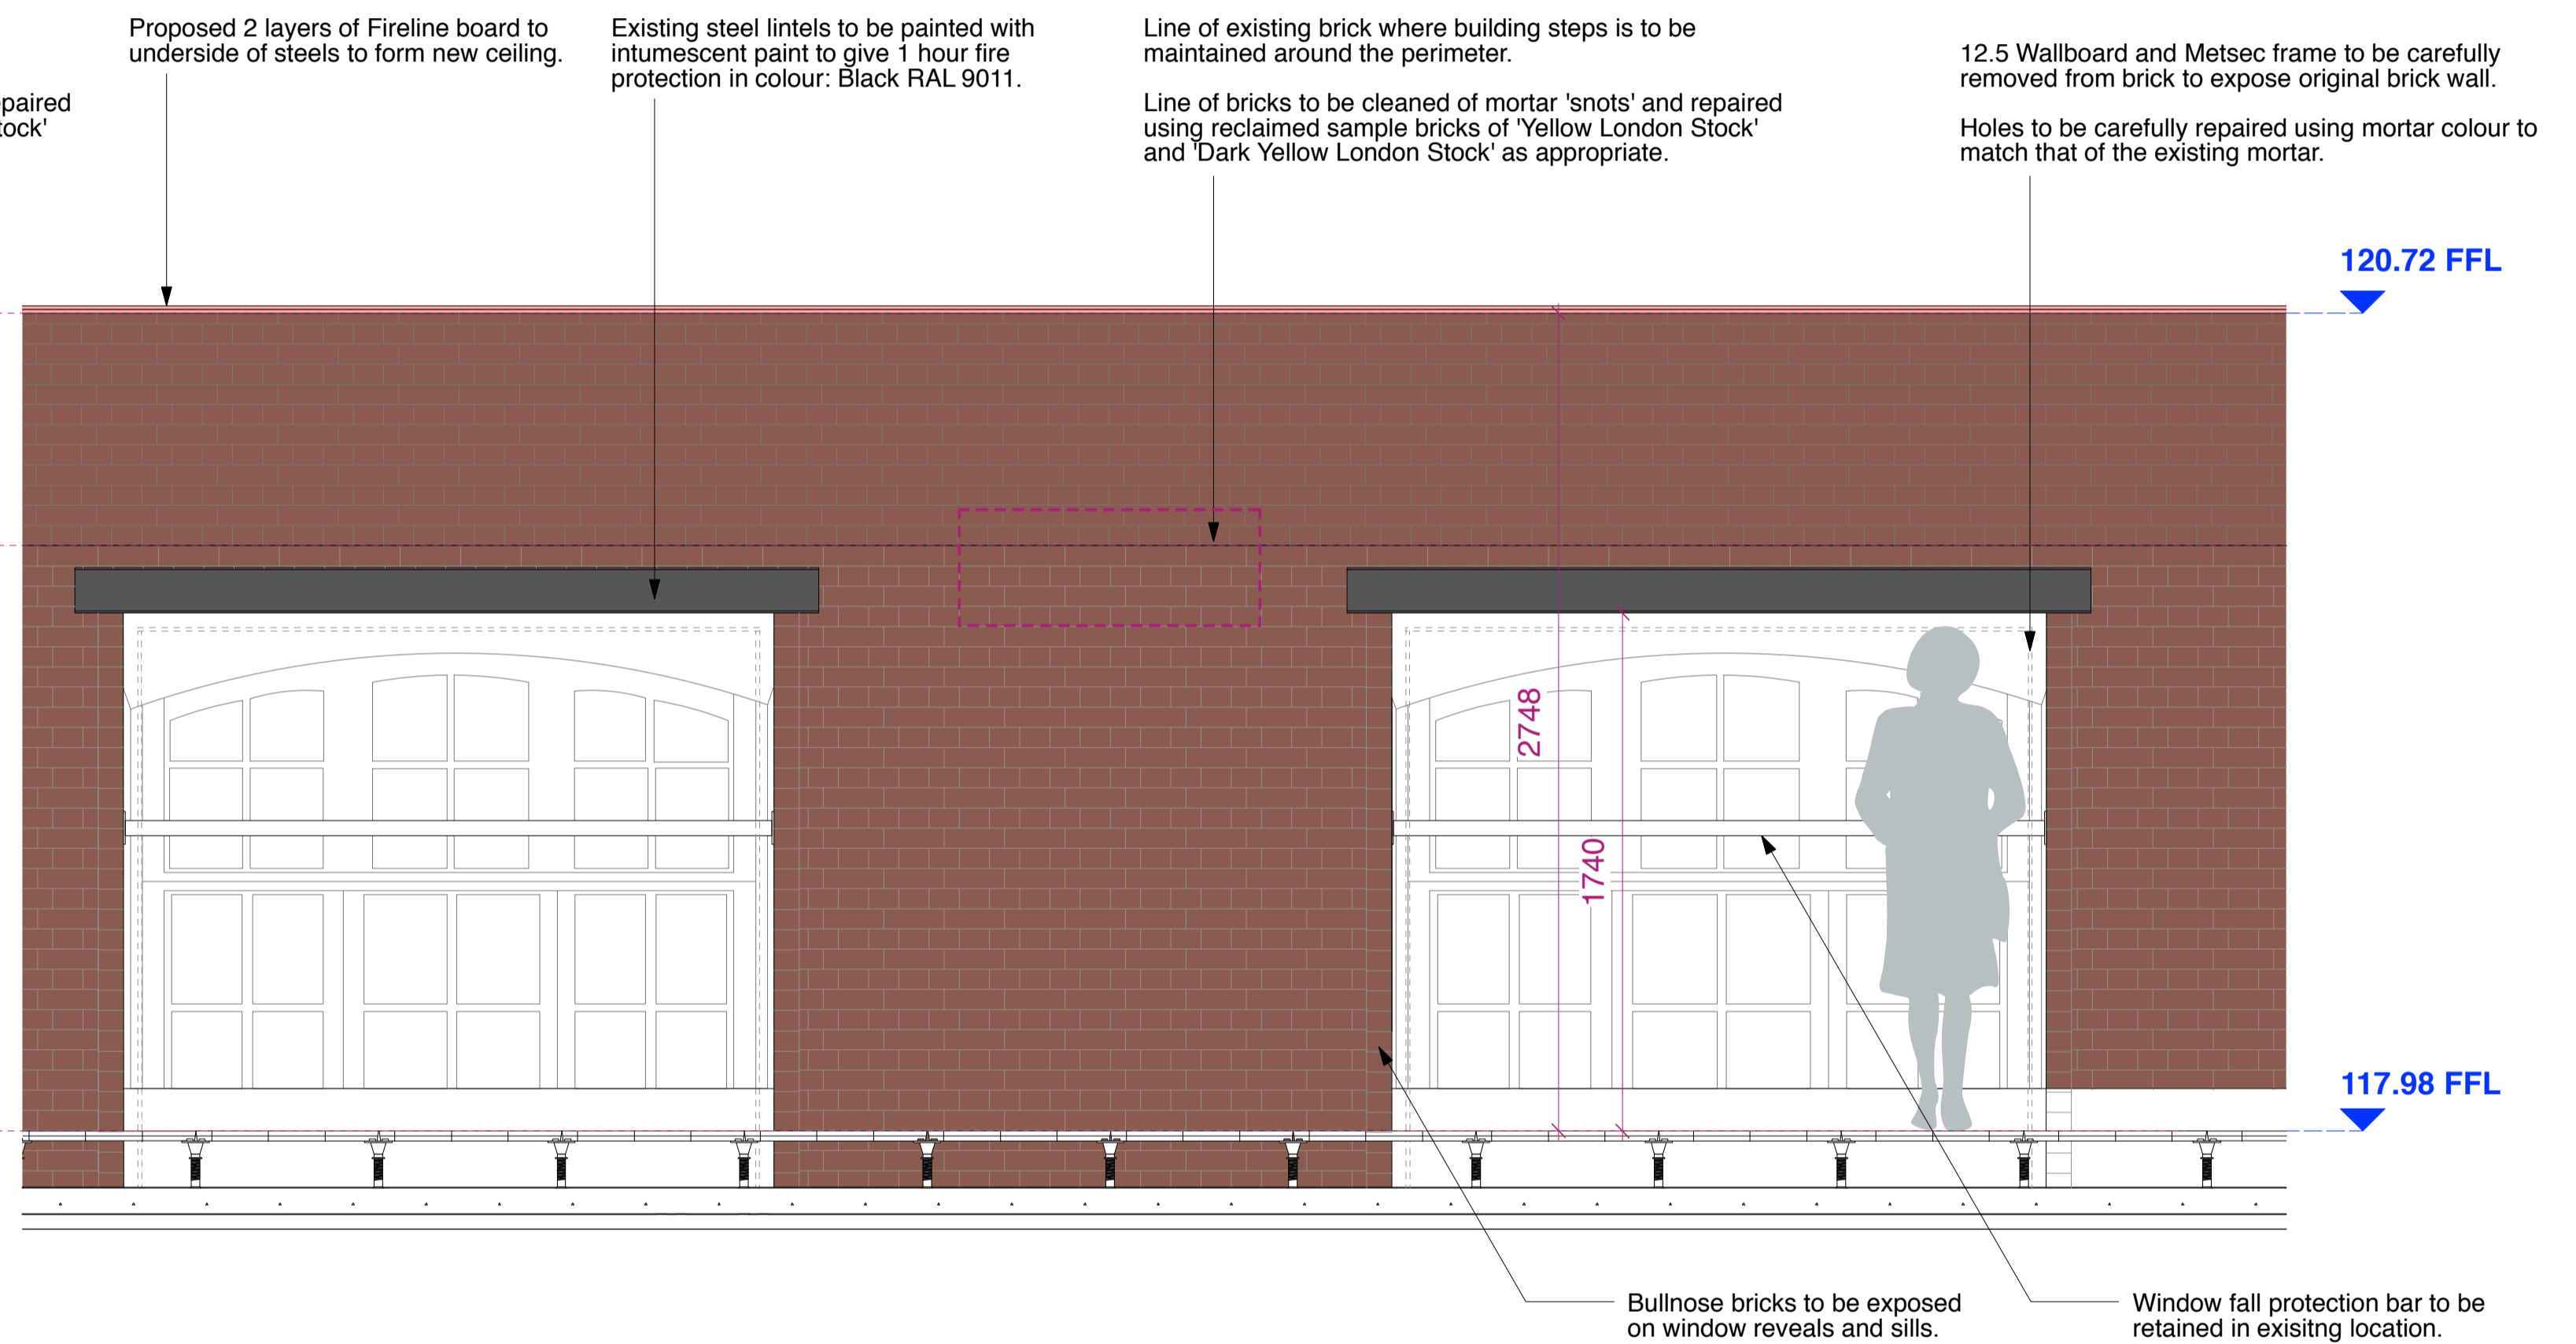 Proposed 2 layers of Fireline board to
underside of steels to form new ceiling.
Existing steel lintels to be painted with
intumescent paint to give 1 hour fire
protection in colour: Black RAL 9011.
Line of existing brick where building steps is to be
maintained around the perimeter.
Line of bricks to be cleaned of mortar 'snots' and repaired
using reclaimed sample bricks of 'Yellow London Stock'
and 'Dark Yellow London Stock' as appropriate.
12.5 Wallboard and Metsec frame to be carefully
removed from brick to expose original brick wall.
Holes to be carefully repaired using mortar colour to
match that of the existing mortar.
paired
tock'
120.72 FFL
2748
1740
117.98 FFL
Bullnose bricks to be exposed
on window reveals and sills.
Window fall protection bar to be
retained in exisitng location.